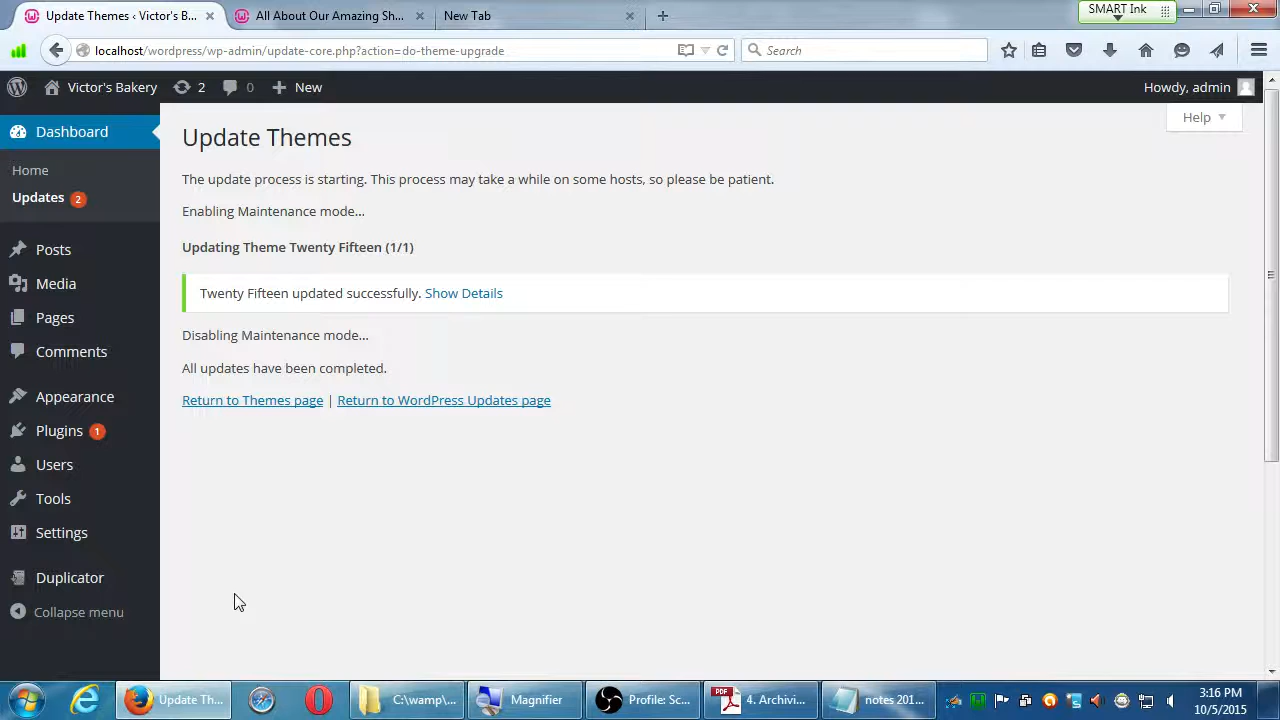 Update Themes ‹ Victor's B...
All About Our Amazing Sh...
New Tab
SMART Ink
localhost/wordpress/wp-admin/update-core.php?action=do-theme-upgrade
Search
Victor's Bakery
2
0
New
Howdy, admin
Dashboard
Home
Updates 2
Posts
Media
Pages
Comments
Appearance
Plugins 1
Users
Tools
Settings
Duplicator
Collapse menu
Help
Update Themes
The update process is starting. This process may take a while on some hosts, so please be patient.
Enabling Maintenance mode...
Updating Theme Twenty Fifteen (1/1)
Twenty Fifteen updated successfully. Show Details
Disabling Maintenance mode...
All updates have been completed.
Return to Themes page | Return to WordPress Updates page
Update Th...
C:\wamp\...
Magnifier
Profile: Sc...
PDF
4. Archivi...
notes 201...
3:16 PM
10/5/2015